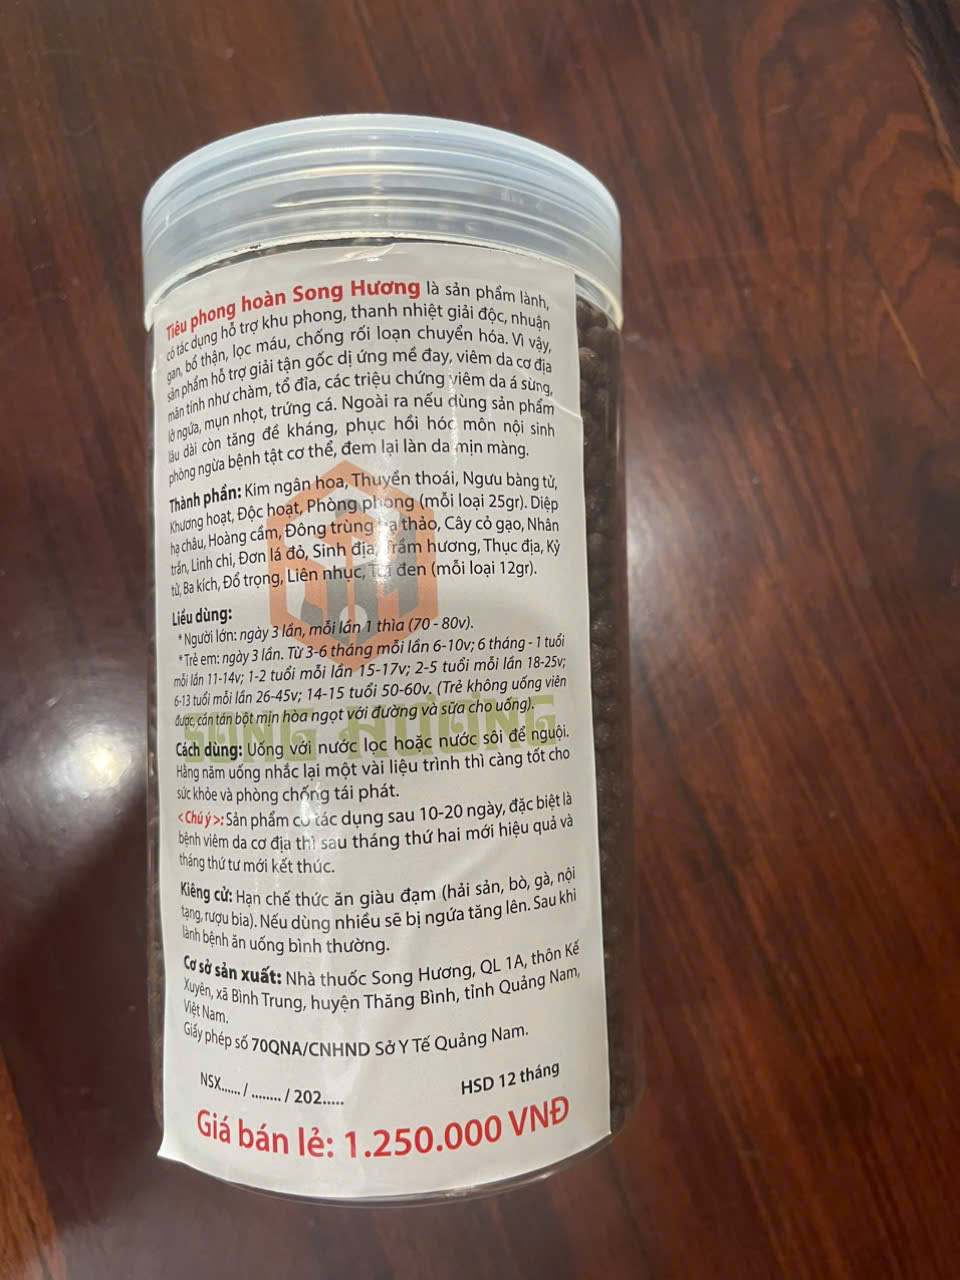 Tiêu phong hoàn Song Hương là sản phẩm lành,
có tác dụng hỗ trợ khu phong, thanh nhiệt giải độc, nhuận
gan, bổ thận, lọc máu, chống rối loạn chuyển hóa. Vì vậy,
sản phẩm hỗ trợ giải tận gốc dị ứng mề đay, viêm da cơ địa
mãn tính như chàm, tổ đỉa, các triệu chứng viêm da á sừng,
lở ngứa, mụn nhọt, trứng cá. Ngoài ra nếu dùng sản phẩm
lâu dài còn tăng đề kháng, phục hồi hóc môn nội sinh
phòng ngừa bệnh tật cơ thể, đem lại làn da mịn màng.
Thành phần: Kim ngân hoa, Thuyền thoái, Ngưu bàng tử,
Khương hoạt, Độc hoạt, Phòng phong (mỗi loại 25gr). Diệp
hạ châu, Hoàng cầm, Đông trùng hạ thảo, Cây cỏ gạo, Nhân
trần, Linh chi, Đơn lá đỏ, Sinh địa, Trầm hương, Thục địa, Kỷ
tử, Ba kích, Đổ trọng, Liên nhục, Táo đen (mỗi loại 12gr).
Liều dùng:
* Người lớn: ngày 3 lần, mỗi lần 1 thìa (70 - 80v).
* Trẻ em: ngày 3 lần. Từ 3-6 tháng mỗi lần 6-10v; 6 tháng - 1 tuổi
mỗi lần 11-14v; 1-2 tuổi mỗi lần 15-17v; 2-5 tuổi mỗi lần 18-25v;
6-13 tuổi mỗi lần 26-45v; 14-15 tuổi 50-60v. (Trẻ không uống viên
được, cán tán bột mịn hòa ngọt với đường và sữa cho uống).
SONG HƯƠNG
Cách dùng: Uống với nước lọc hoặc nước sôi để nguội.
Hằng năm uống nhắc lại một vài liệu trình thì càng tốt cho
sức khỏe và phòng chống tái phát.
<Chú ý>: Sản phẩm có tác dụng sau 10-20 ngày, đặc biệt là
bệnh viêm da cơ địa thì sau tháng thứ hai mới hiệu quả và
tháng thứ tư mới kết thúc.
Kiêng cử: Hạn chế thức ăn giàu đạm (hải sản, bò, gà, nội
tạng, rượu bia). Nếu dùng nhiều sẽ bị ngứa tăng lên. Sau khi
lành bệnh ăn uống bình thường.
Cơ sở sản xuất: Nhà thuốc Song Hương, QL 1A, thôn Kế
Xuyên, xã Bình Trung, huyện Thăng Bình, tỉnh Quảng Nam,
Việt Nam.
Giấy phép số 70QNA/CNHND Sở Y Tế Quảng Nam.
NSX...... / ........ / 202..... HSD 12 tháng
Giá bán lẻ: 1.250.000 VNĐ